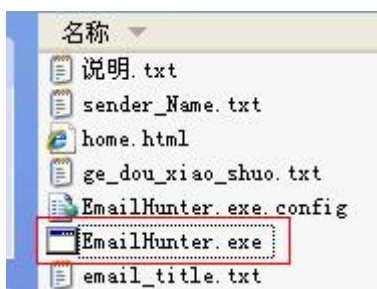 名称
说明.txt
sender_Name.txt
home.html
ge_dou_xiao_shuo.txt
EmailHunter.exe.config
EmailHunter.exe
email_title.txt